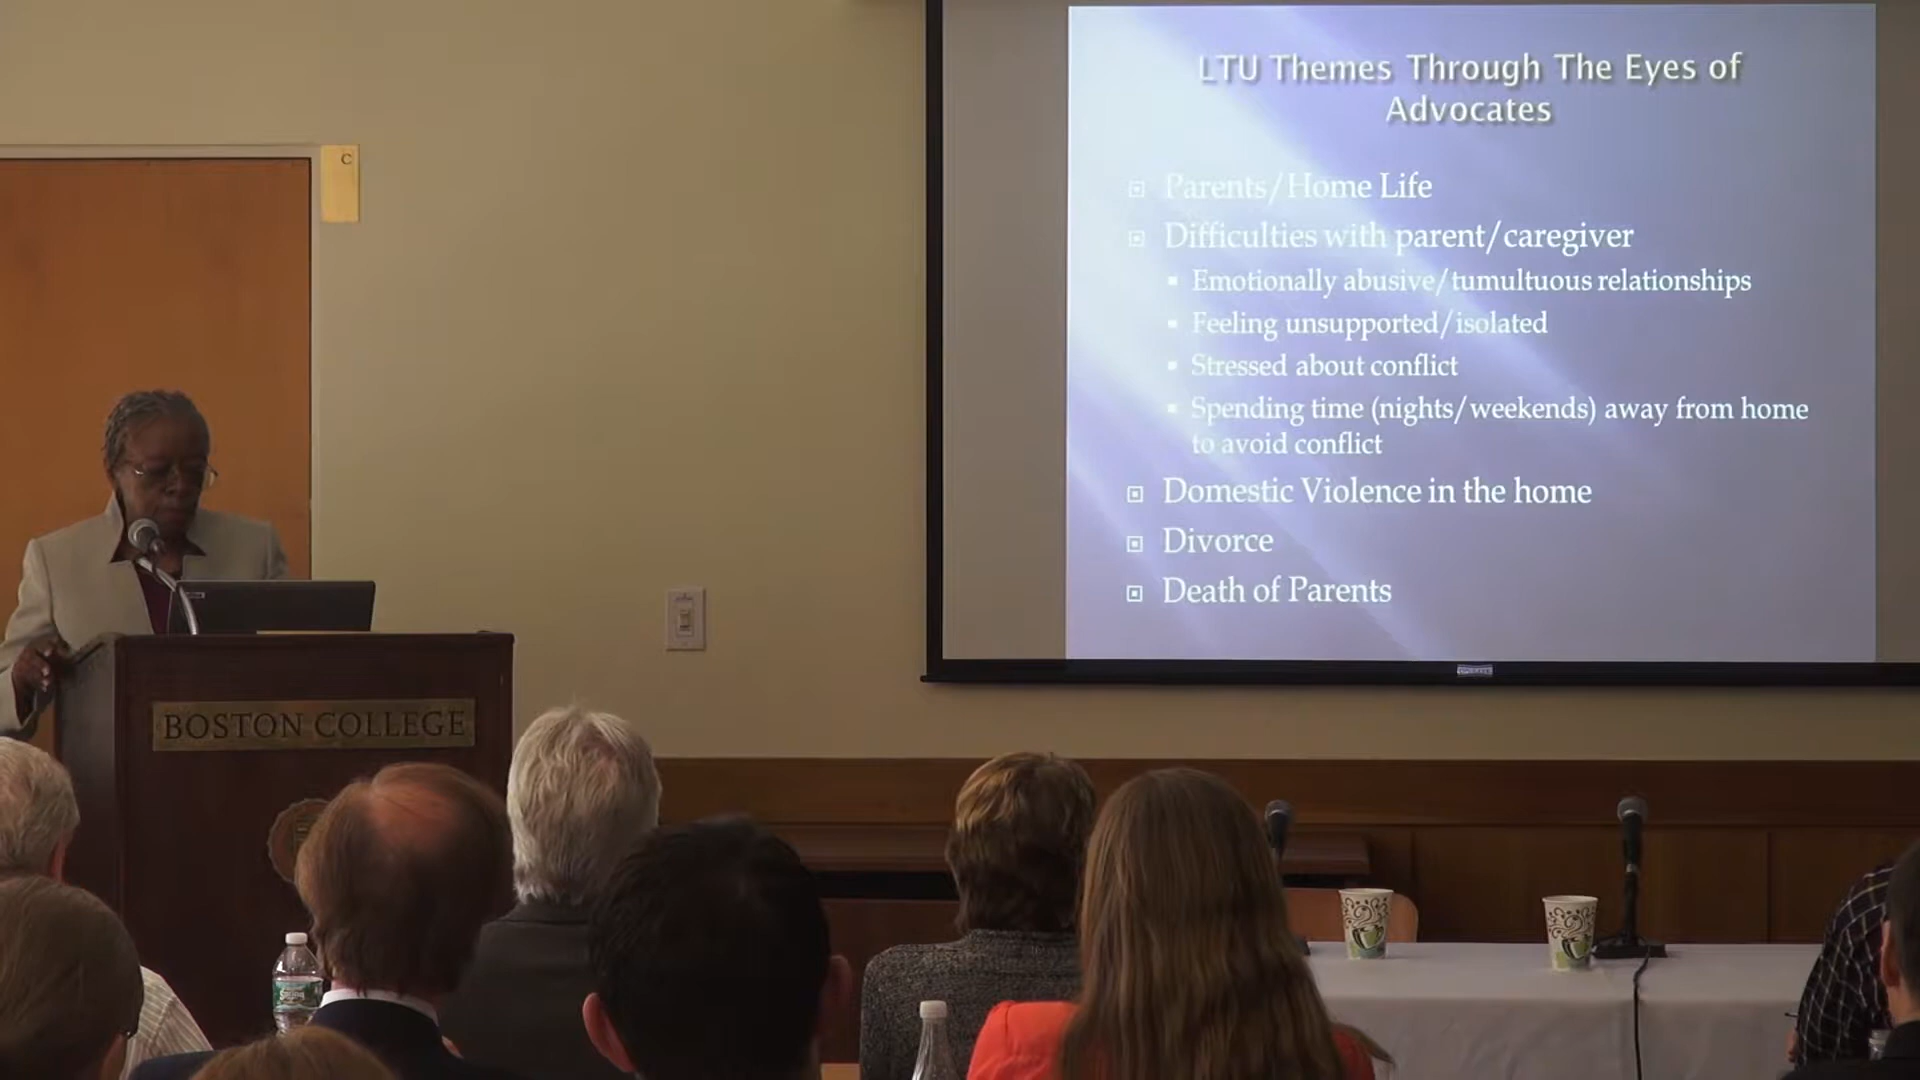 C
LTU Themes Through The Eyes of
Advocates
Parents/Home Life
Difficulties with parent/caregiver
Emotionally abusive/tumultuous relationships
Feeling unsupported/isolated
Stressed about conflict
Spending time (nights/weekends) away from home
to avoid conflict
Domestic Violence in the home
Divorce
Death of Parents
BOSTON COLLEGE